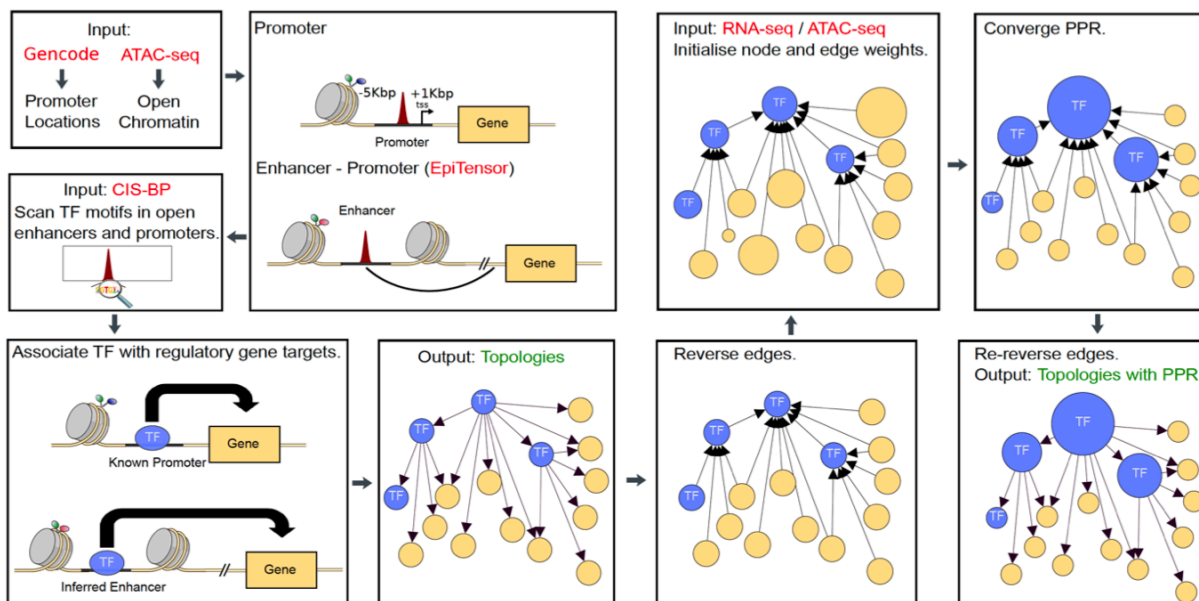 Input:
Gencode ATAC-seq
Promoter Open
Locations Chromatin
Promoter
-5Kbp +1Kbp
tss
Gene
Promoter
Enhancer - Promoter (EpiTensor)
Enhancer
Gene
Input: CIS-BP
Scan TF motifs in open
enhancers and promoters.
Associate TF with regulatory gene targets.
TF
Gene
Known Promoter
TF
Gene
Inferred Enhancer
Output: Topologies
TF
TF
TF
TF
Reverse edges.
TF
TF
TF
TF
Input: RNA-seq / ATAC-seq
Initialise node and edge weights.
TF
TF
TF
TF
Converge PPR.
TF
TF
TF
TF
Re-reverse edges.
Output: Topologies with PPR
TF
TF
TF
TF